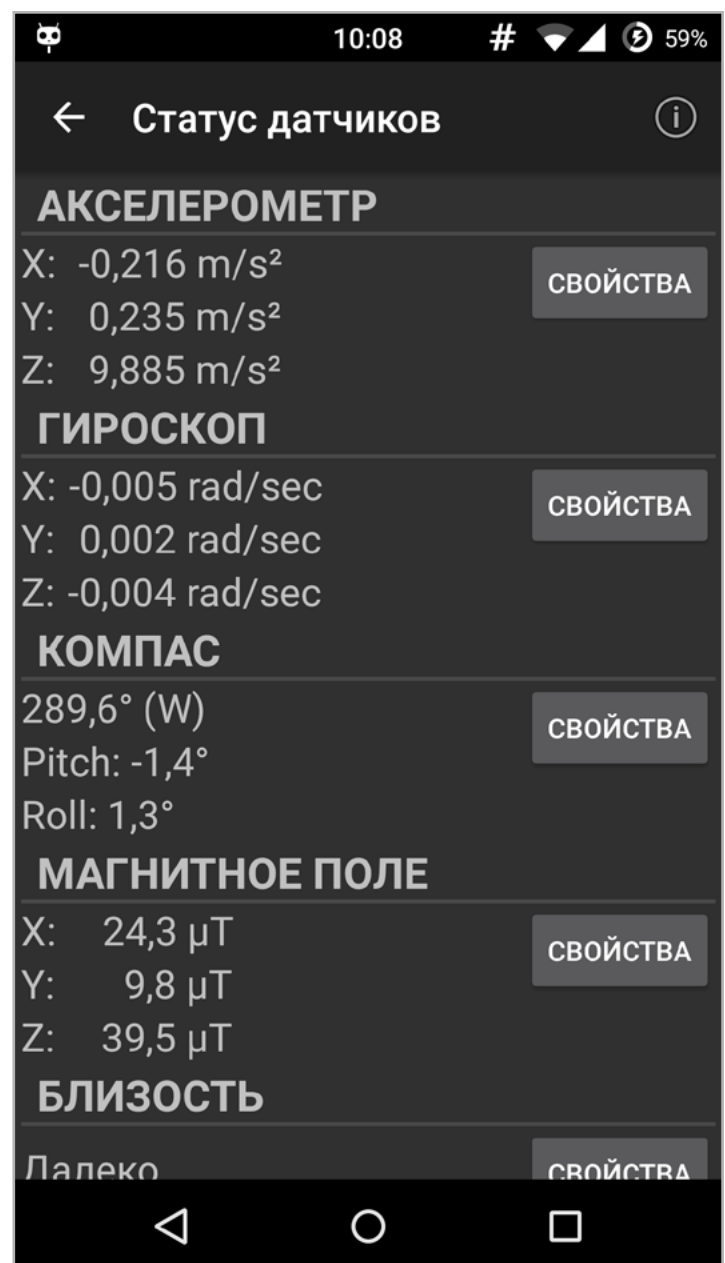 10:08 # 59%
Статус датчиков
АКСЕЛЕРОМЕТР
X: -0,216 m/s²
СВОЙСТВА
Y: 0,235 m/s²
Z: 9,885 m/s²
ГИРОСКОП
X: -0,005 rad/sec
СВОЙСТВА
Y: 0,002 rad/sec
Z: -0,004 rad/sec
КОМПАС
289,6° (W)
СВОЙСТВА
Pitch: -1,4°
Roll: 1,3°
МАГНИТНОЕ ПОЛЕ
X: 24,3 µT
СВОЙСТВА
Y: 9,8 µT
Z: 39,5 µT
БЛИЗОСТЬ
Далеко
СВОЙСТВА